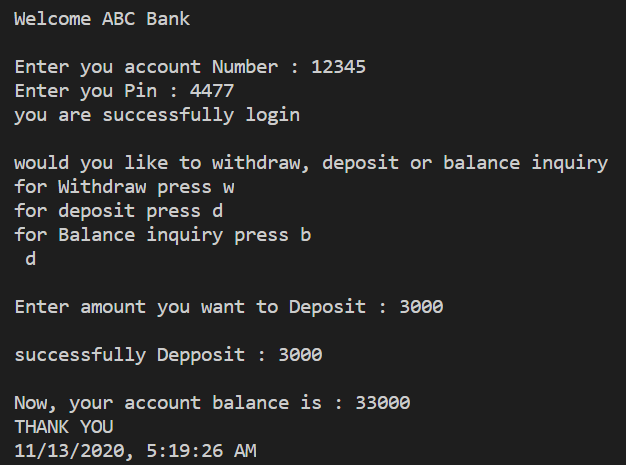 Welcome ABC Bank
Enter you account Number : 12345
Enter you Pin : 4477
you are successfully login
would you like to withdraw, deposit or balance inquiry
for Withdraw press w
for deposit press d
for Balance inquiry press b
d
Enter amount you want to Deposit : 3000
successfully Depposit : 3000
Now, your account balance is : 33000
THANK YOU
11/13/2020, 5:19:26 AM